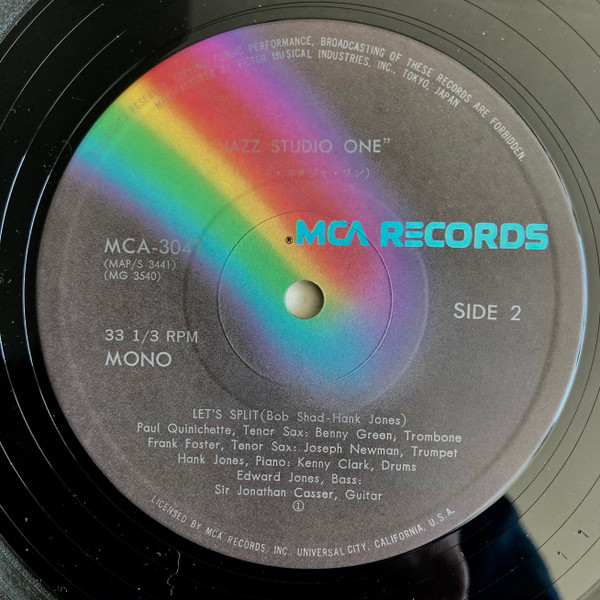 PERFORMANCE, BROADCASTING OF THESE RECORDS ARE FORBIDDEN.
VICTOR MUSICAL INDUSTRIES, INC. TOKYO, JAPAN
JAZZ STUDIO ONE"
MCA RECORDS
®
MCA-304
(MAP/S 3441)
(MG 3540)
SIDE 2
33 1/3 RPM
MONO
LET'S SPLIT(Bob Shad-Hank Jones)
Paul Quinichette, Tenor Sax: Benny Green, Trombone
Frank Foster, Tenor Sax: Joseph Newman, Trumpet
Hank Jones, Piano: Kenny Clark, Drums
Edward Jones, Bass:
Sir Jonathan Casser, Guitar
①
LICENSED BY MCA RECORDS, INC. UNIVERSAL CITY, CALIFORNIA, U.S.A.